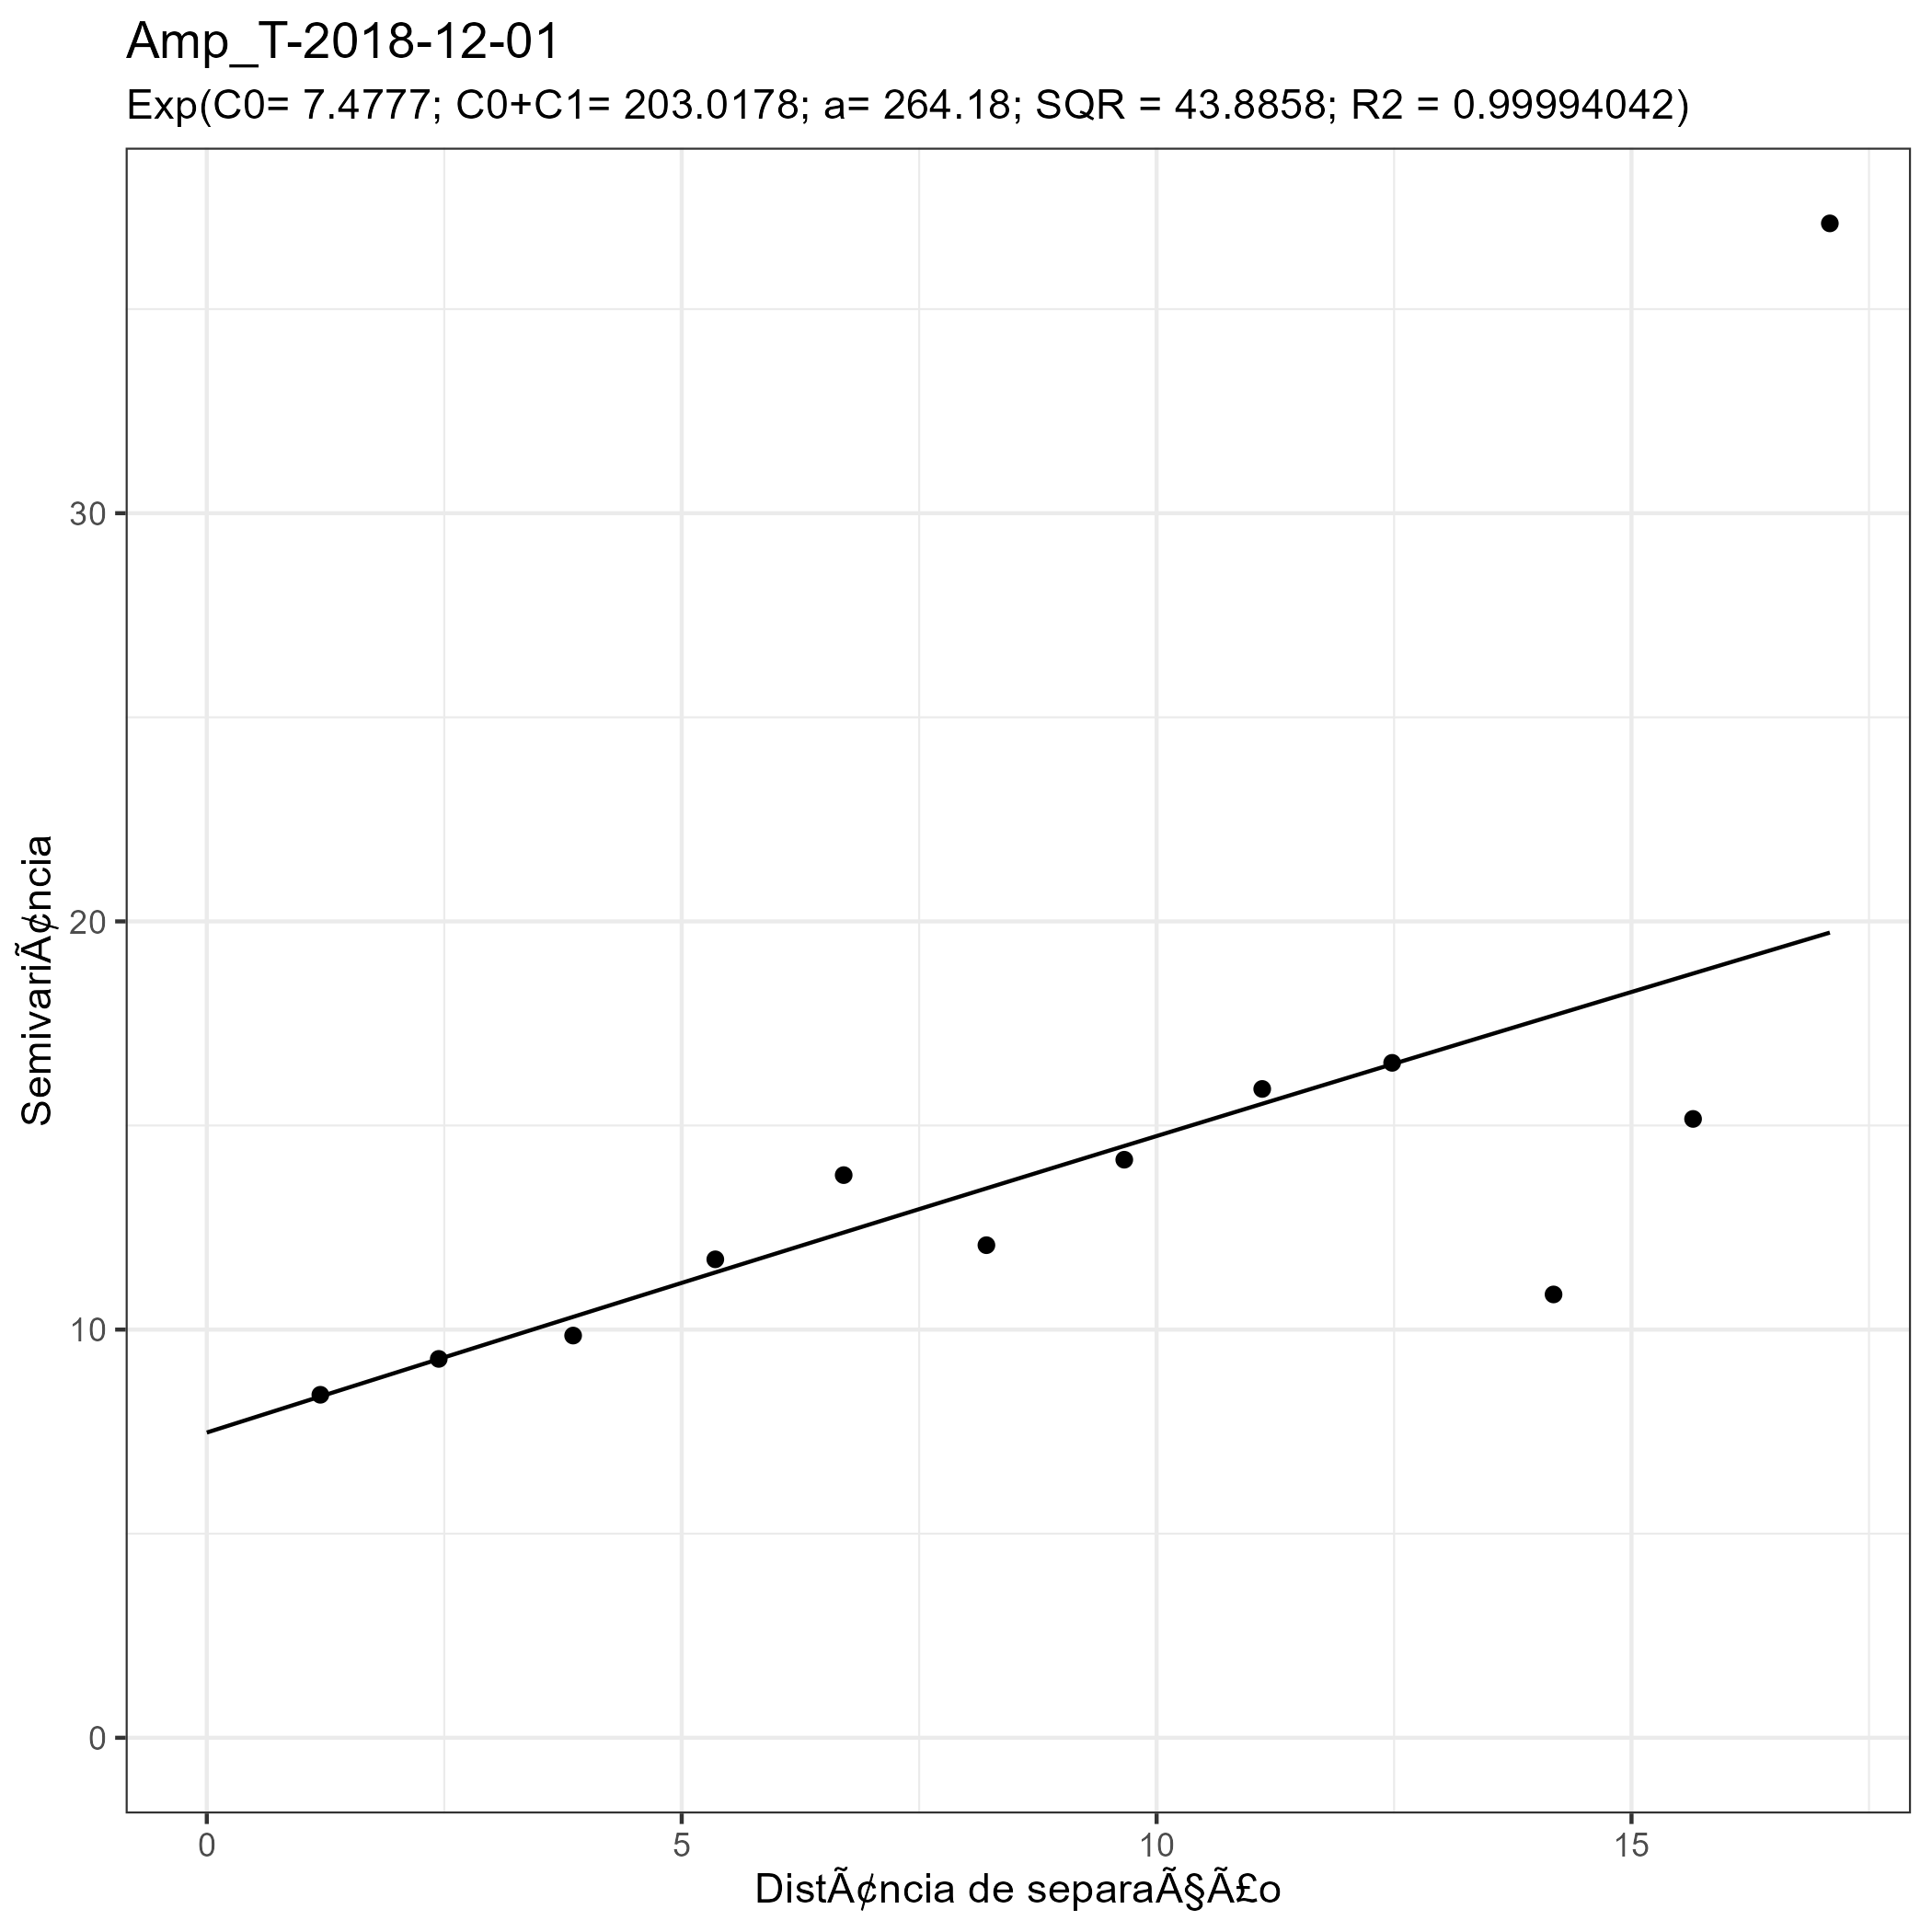 Amp_T-2018-12-01
Exp(C0= 7.4777; C0+C1= 203.0178; a= 264.18; SQR = 43.8858; R2 = 0.99994042)
SemivariÃ¢ncia
30
20
10
0
0 5 10 15
DistÃ¢ncia de separaÃ§Ã£o